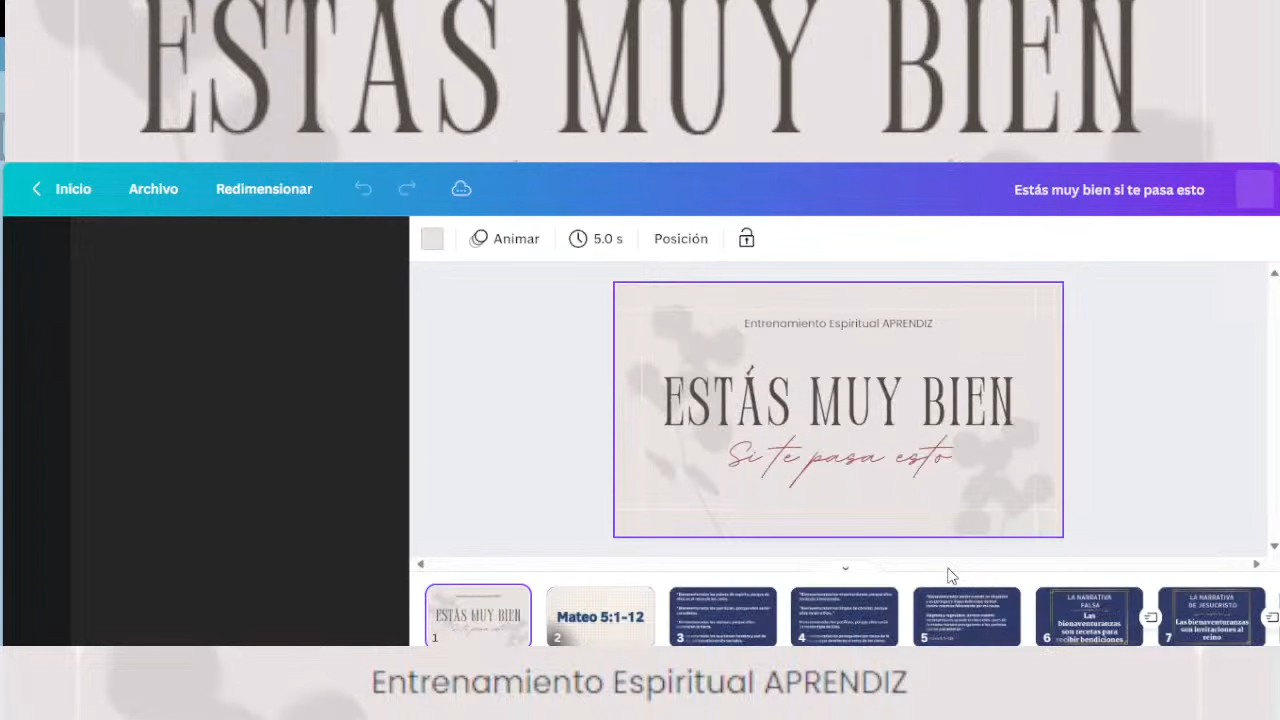 ESTÁS MUY BIEN
Inicio
Archivo
Redimensionar
Estás muy bien si te pasa esto
Animar
5.0 s
Posición
Entrenamiento Espiritual APRENDIZ
ESTÁS MUY BIEN
Si te pasa esto
ESTÁS MUY BIEN
1
Mateo 5:1-12
2
3
4
5
LA NARRATIVA
FALSA
Las
bienaventuranzas
son recetas para
recibir bendiciones
6
LA NARRATIVA
DE JESUCRISTO
Las bienaventuranzas
son invitaciones al
reino
7
Entrenamiento Espiritual APRENDIZ